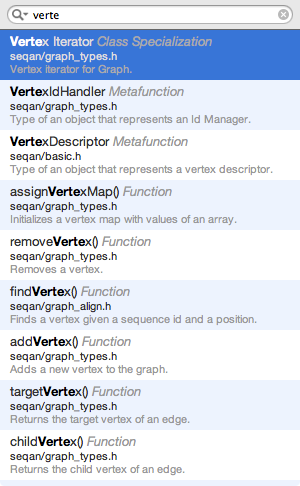 verte
Vertex Iterator Class Specialization
seqan/graph_types.h
Vertex iterator for Graph.
VertexIdHandler Metafunction
seqan/graph_types.h
Type of an object that represents an Id Manager.
VertexDescriptor Metafunction
seqan/basic.h
Type of an object that represents a vertex descriptor.
assignVertexMap() Function
seqan/graph_types.h
Initializes a vertex map with values of an array.
removeVertex() Function
seqan/graph_types.h
Removes a vertex.
findVertex() Function
seqan/graph_align.h
Finds a vertex given a sequence id and a position.
addVertex() Function
seqan/graph_types.h
Adds a new vertex to the graph.
targetVertex() Function
seqan/graph_types.h
Returns the target vertex of an edge.
childVertex() Function
seqan/graph_types.h
Returns the child vertex of an edge.